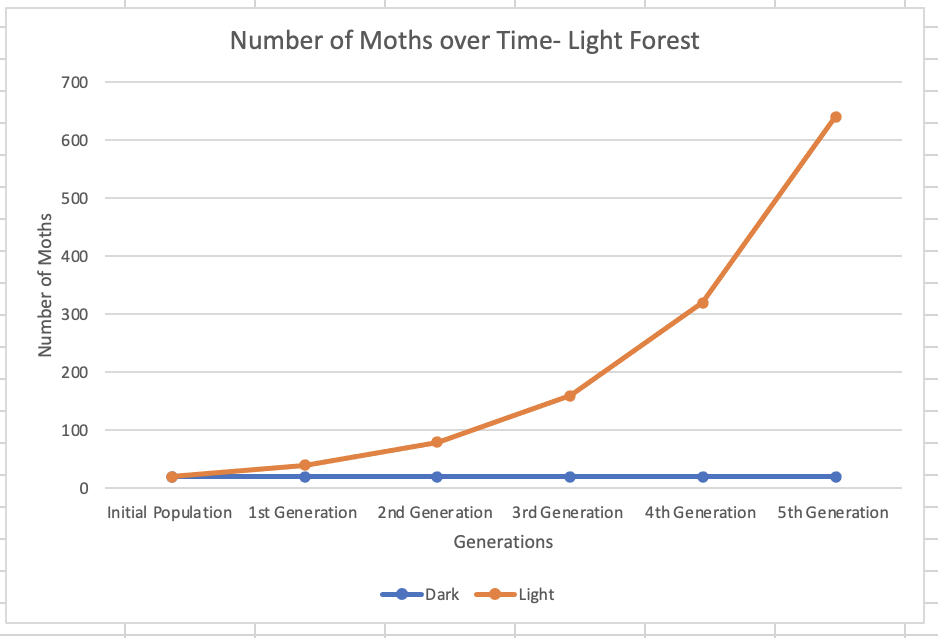 Number of Moths over Time- Light Forest
700
600
500
400
300
200
100
0
Number of Moths
Initial Population 1st Generation 2nd Generation 3rd Generation 4th Generation 5th Generation
Generations
Dark Light